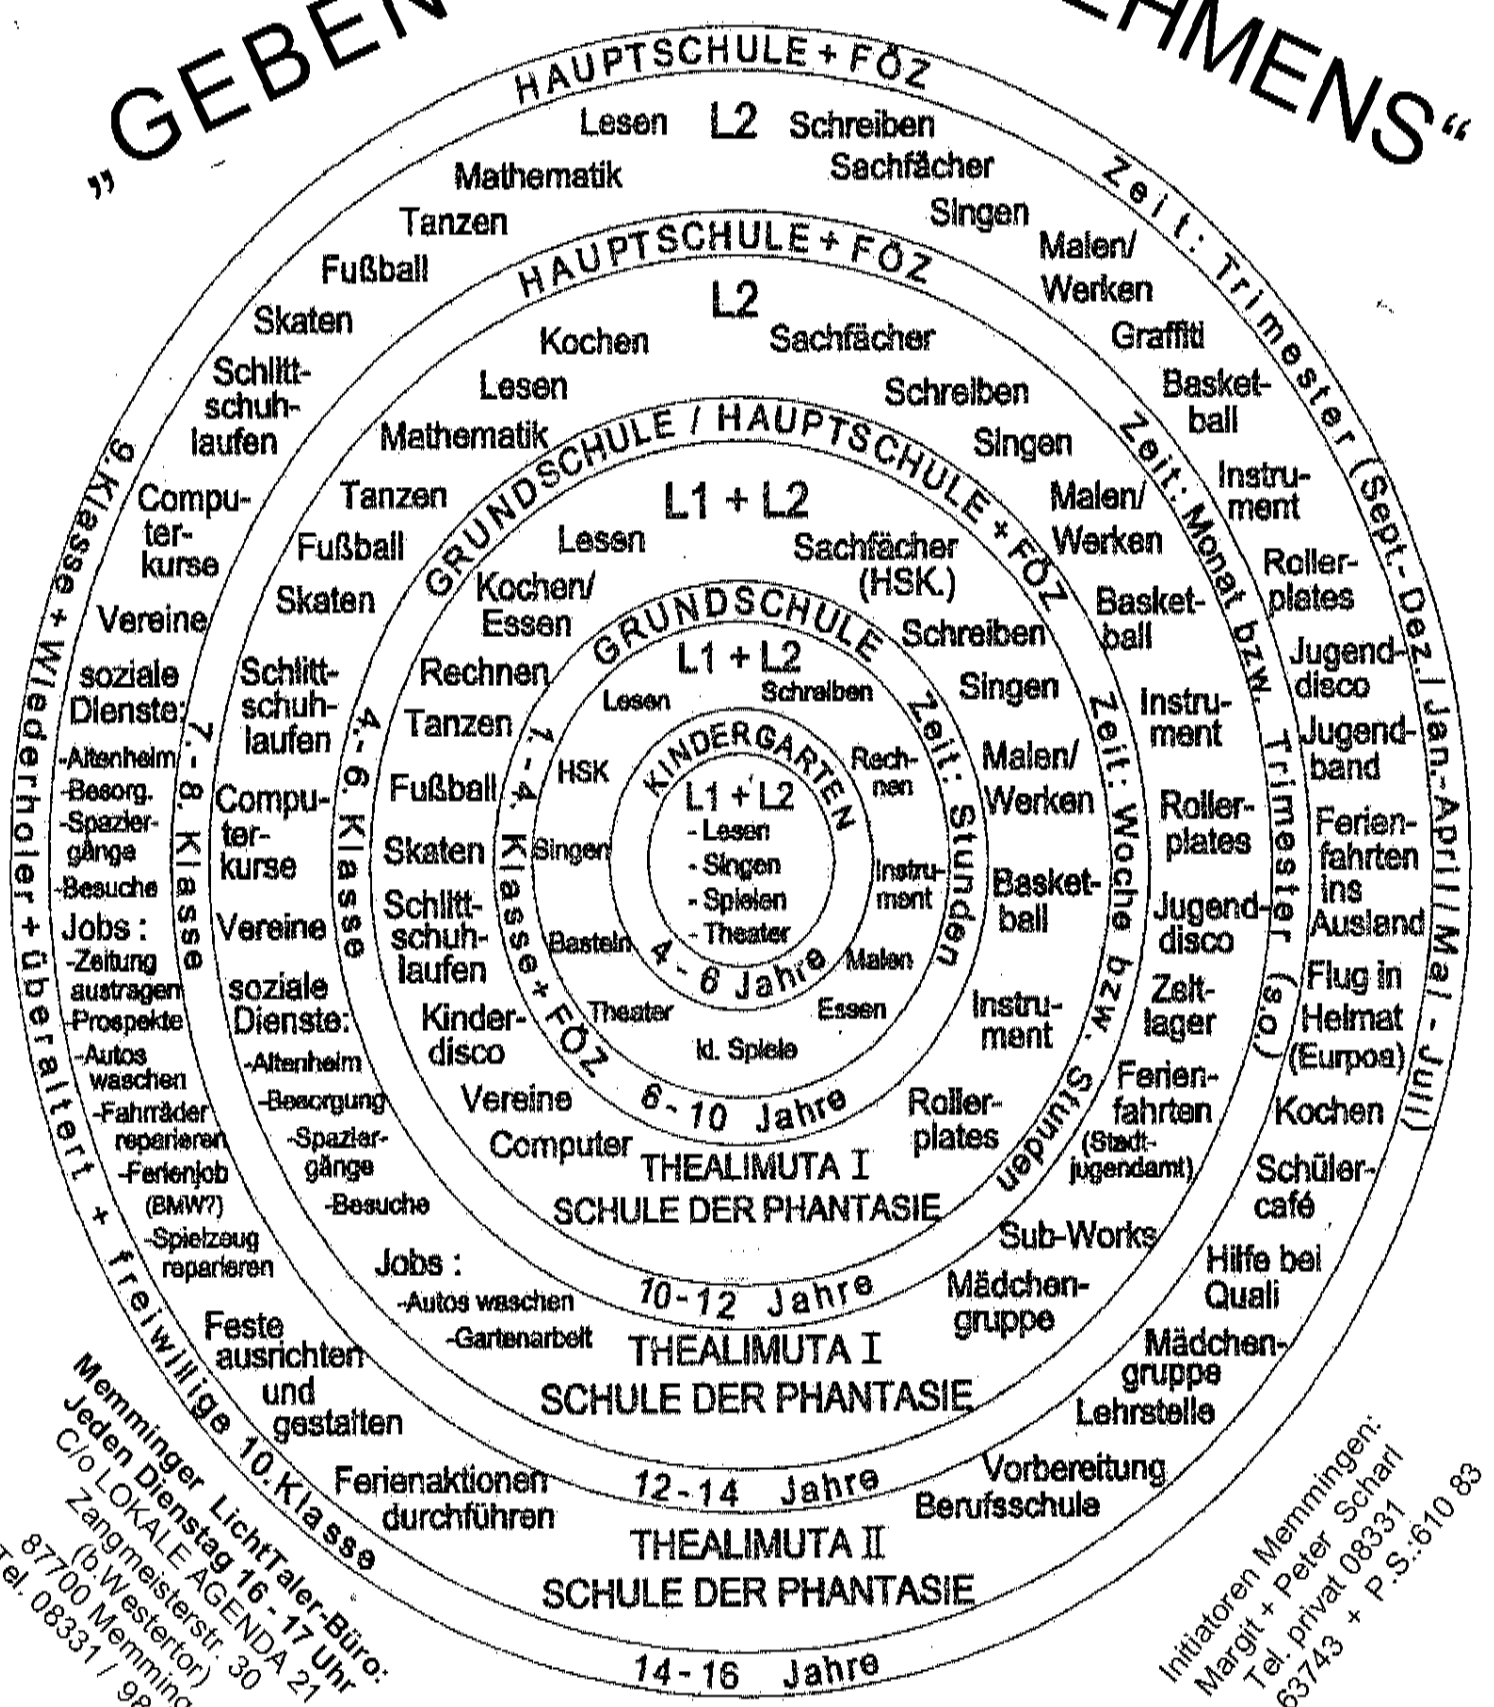 „GEBEN
EHMENS“
HAUPTSCHULE + FÖZ
Zeit: Trimester (Sept.- Dez./ Jan.-April / Mai - Juli)
9. Klasse + Wiederholer + überaltert + freiwillige 10. Klasse
L2
Lesen
Mathematik
Tanzen
Fußball
Skaten
Schlitt-
schuh-
laufen
Compu-
ter-
kurse
Vereine
soziale
Dienste:
-Altenheim
-Besorg.
-Spazier-
gänge
-Besuche
Jobs :
-Zeitung
austragen
-Prospekte
-Autos
waschen
-Fahrräder
reparieren
-Ferienjob
(BMW?)
-Spielzeug
reparieren
Feste
ausrichten
und
gestalten
Ferienaktionen
durchführen
Schreiben
Sachfächer
Singen
Malen/
Werken
Graffiti
Basket-
ball
Instru-
ment
Roller-
plates
Jugend-
disco
Jugend-
band
Ferien-
fahrten
ins
Ausland
Flug in
Heimat
(Eurpoa)
Kochen
Schüler-
café
Hilfe bei
Quali
Mädchen-
gruppe
Lehrstelle
Vorbereitung
Berufsschule
THEALIMUTA II
SCHULE DER PHANTASIE
14-16 Jahre
HAUPTSCHULE + FÖZ
Zeit: Monat bzw. Trimester (s.o.)
7.- 8. Klasse
L2
Kochen
Lesen
Mathematik
Tanzen
Fußball
Skaten
Schlitt-
schuh-
laufen
Compu-
ter-
kurse
Vereine
soziale
Dienste:
-Altenheim
-Besorgung
-Spazier-
gänge
-Besuche
Jobs :
-Autos waschen
-Gartenarbeit
Sachfächer
Schreiben
Singen
Malen/
Werken
Basket-
ball
Instru-
ment
Roller-
plates
Jugend-
disco
Zelt-
lager
Ferien-
fahrten
(Stadt-
jugendamt)
Sub-Works
Mädchen-
gruppe
THEALIMUTA I
SCHULE DER PHANTASIE
12-14 Jahre
GRUNDSCHULE / HAUPTSCHULE + FÖZ
Zeit: Woche bzw. Stunden
4.- 6. Klasse
L1 + L2
Lesen
Kochen/
Essen
Rechnen
Tanzen
Fußball
Skaten
Schlitt-
schuh-
laufen
Kinder-
disco
Vereine
Computer
Sachfächer
(HSK.)
Schreiben
Singen
Malen/
Werken
Basket-
ball
Instru-
ment
Roller-
plates
THEALIMUTA I
SCHULE DER PHANTASIE
10-12 Jahre
GRUNDSCHULE
Zeit: Stunden
1.- 4. Klasse + FÖZ
L1 + L2
Lesen
Schreiben
HSK
Rech-
nen
Singen
Instru-
ment
Basteln
Malen
Theater
Essen
kl. Spiele
6-10 Jahre
KINDERGARTEN
L1 + L2
- Lesen
- Singen
- Spielen
- Theater
4 - 6 Jahre
Memminger LichtTaler-Büro:
Jeden Dienstag 16 - 17 Uhr
C/o LOKALE AGENDA 21
Zangmeisterstr. 30
(b.Westertor)
87700 Memming
Tel. 08331 / 98
Initiatoren Memmingen:
Margit + Peter Scharl
Tel. privat 08331
63743 + P.S.:610 83